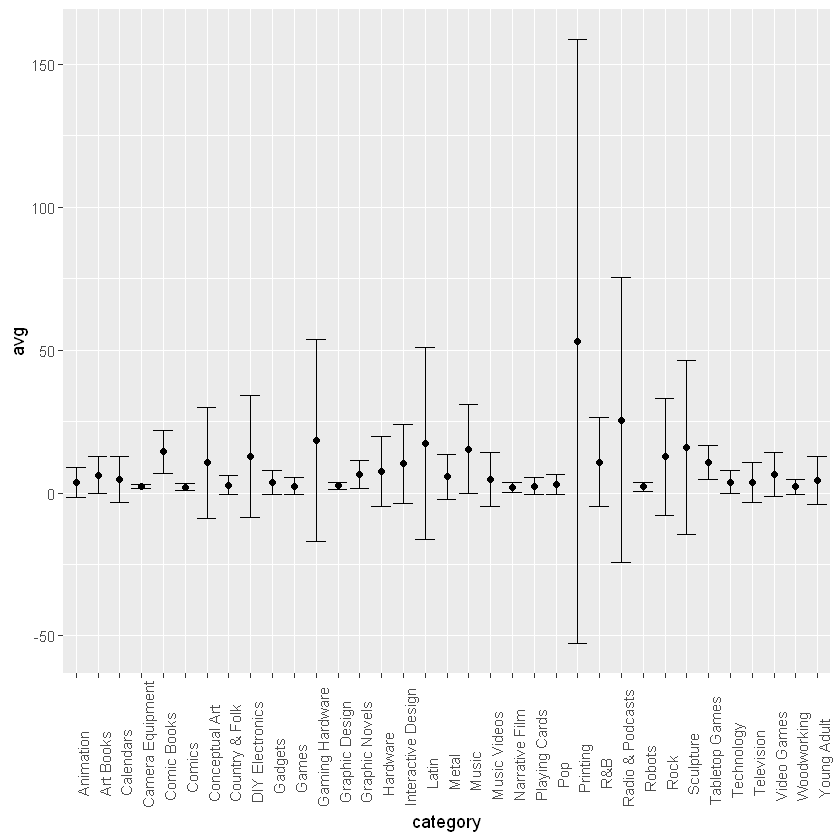 150
100
avg
50
0
-50
Animation
Art Books
Calendars
Camera Equipment
Comic Books
Comics
Conceptual Art
Country & Folk
DIY Electronics
Gadgets
Games
Gaming Hardware
Graphic Design
Graphic Novels
Hardware
Interactive Design
Latin
Metal
Music
Music Videos
Narrative Film
Playing Cards
Pop
Printing
R&B
Radio & Podcasts
Robots
Rock
Sculpture
Tabletop Games
Technology
Television
Video Games
Woodworking
Young Adult
category